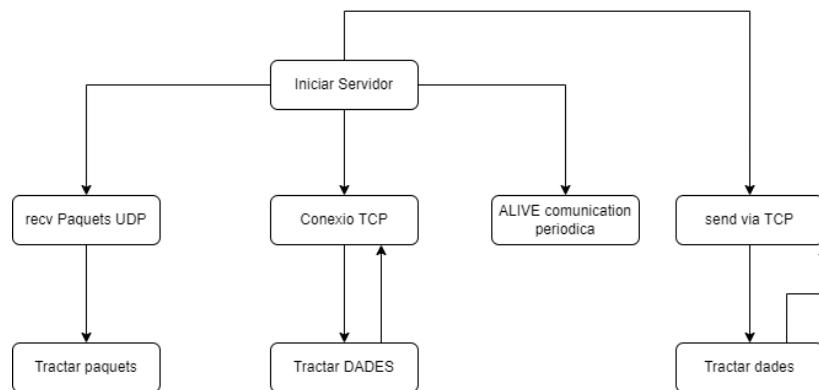 Iniciar Servidor
recv Paquets UDP
Conexio TCP
ALIVE comunication
periodica
send via TCP
Tractar paquets
Tractar DADES
Tractar dades